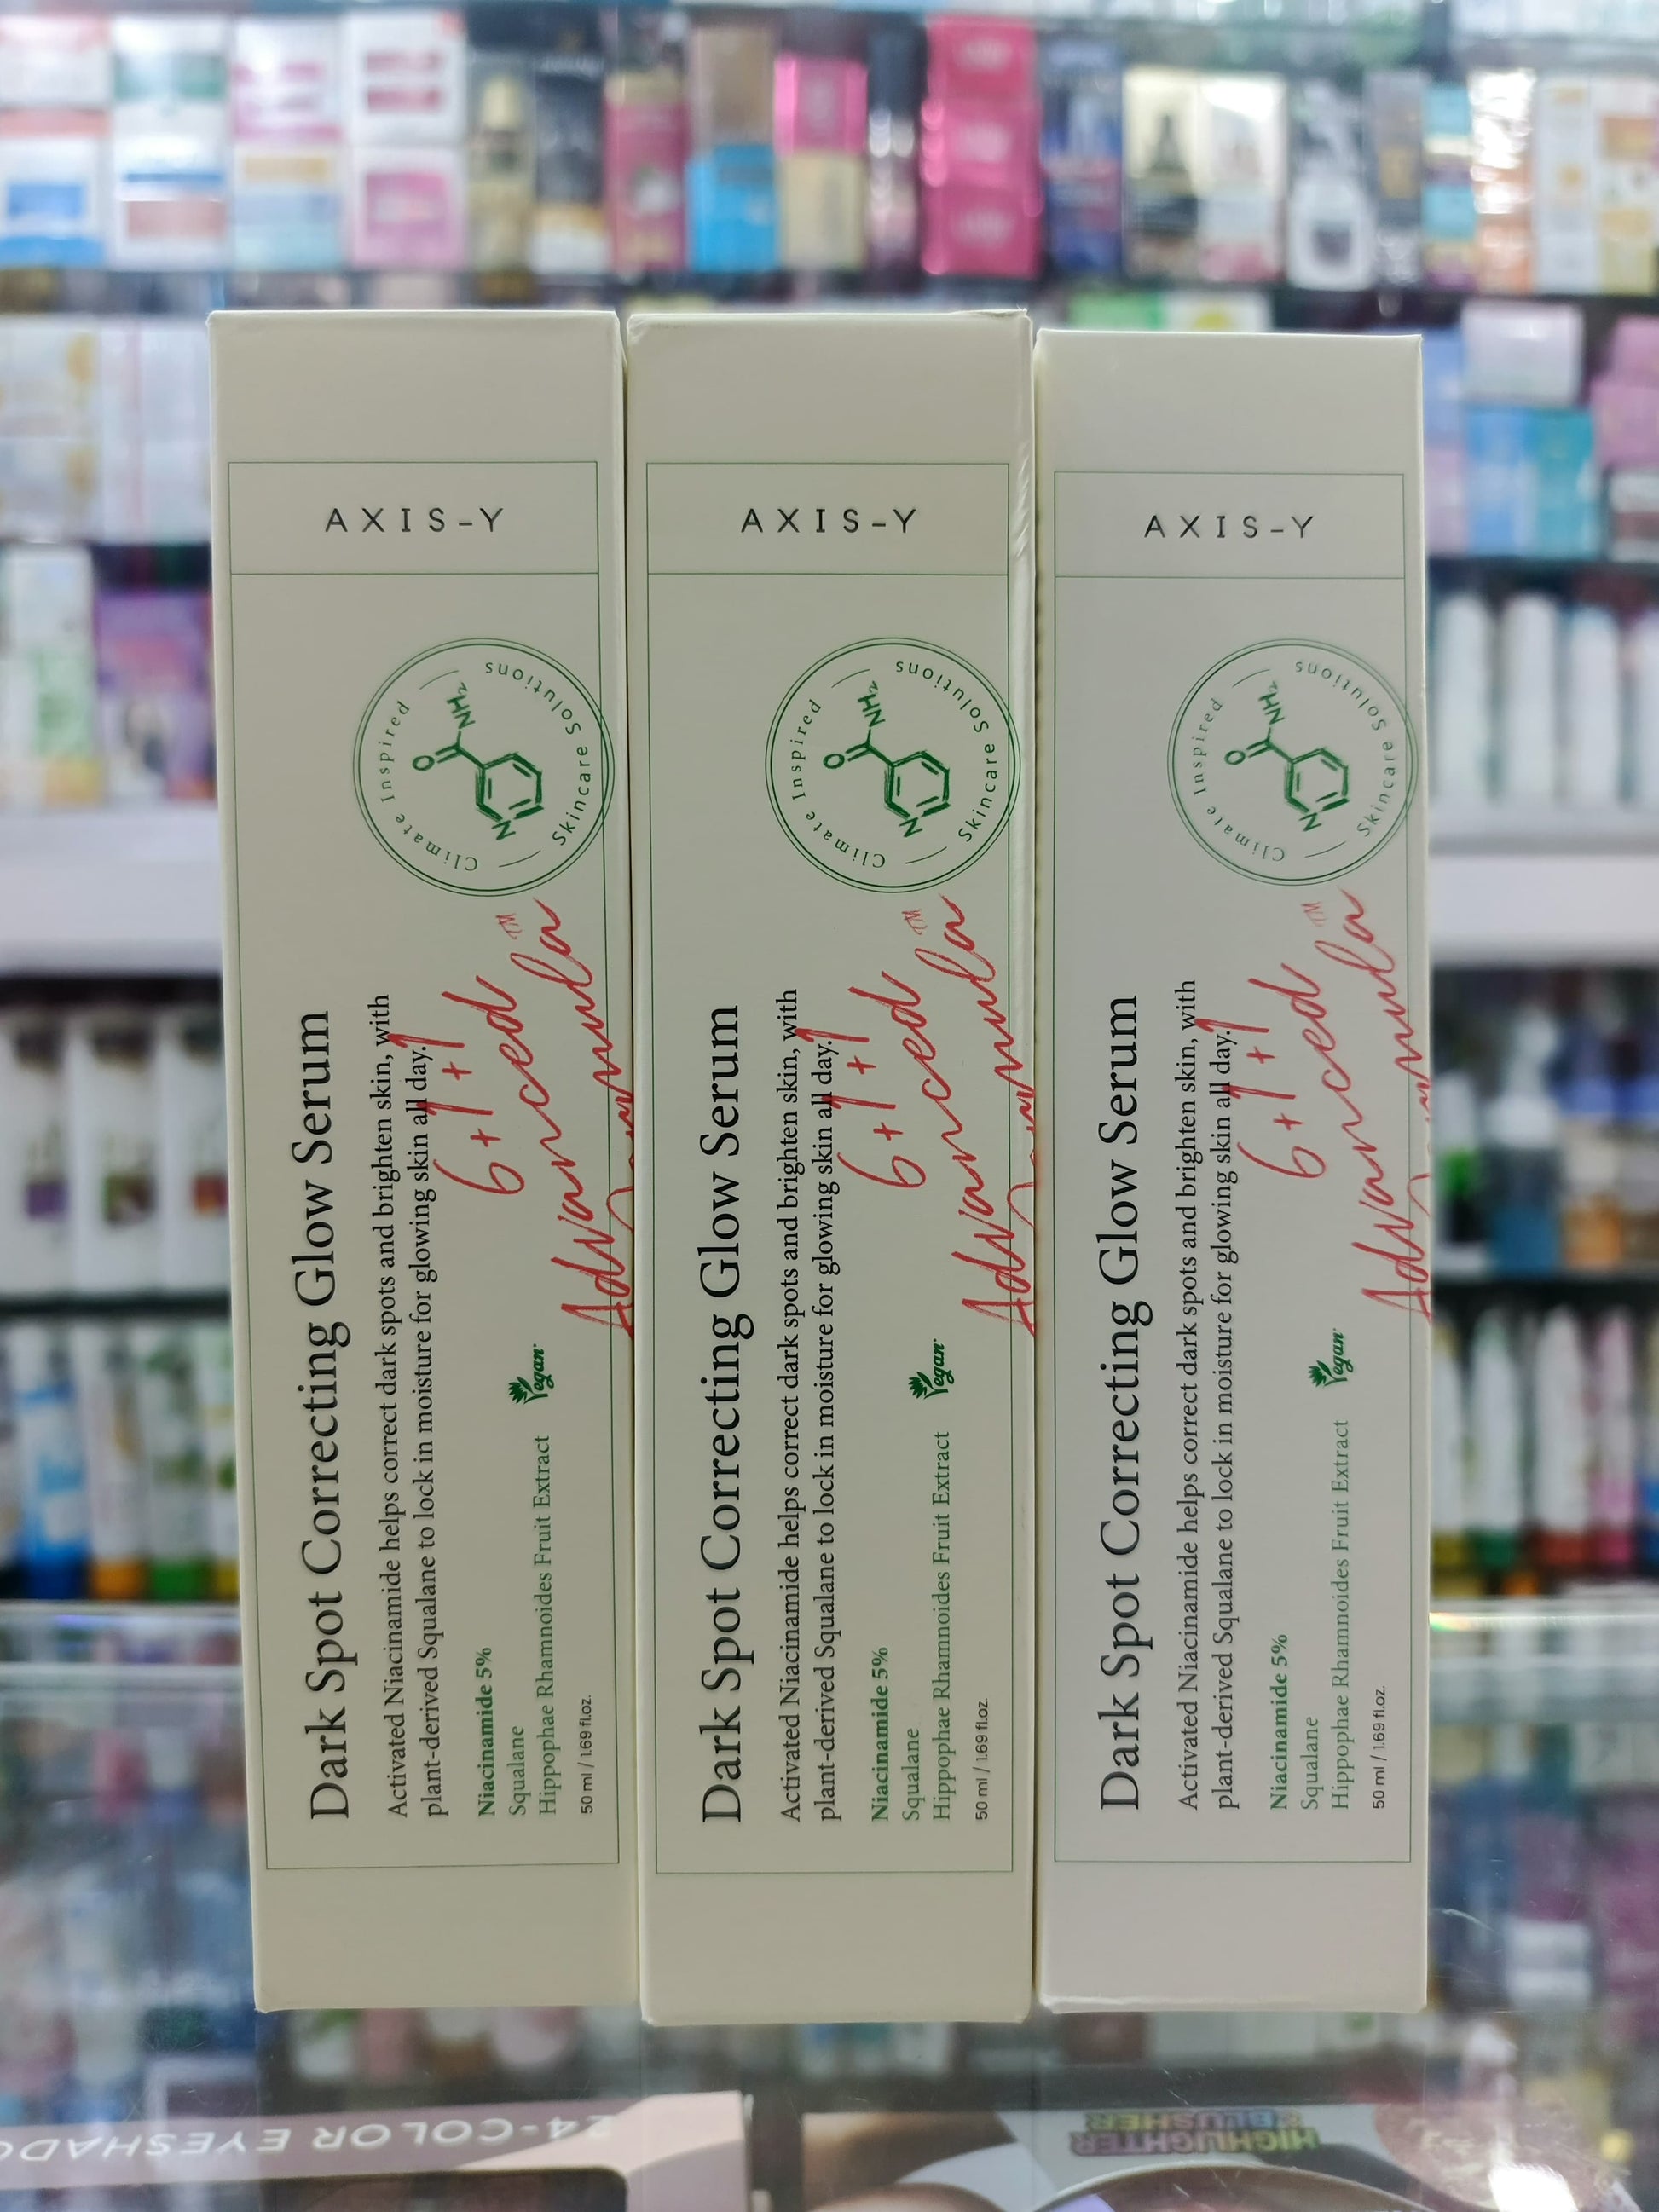 AXIS-Y
Climate Inspired
Skincare Solutions
O
NH₂
N
Dark Spot Correcting Glow Serum
Activated Niacinamide helps correct dark spots and brighten skin, with
plant-derived Squalane to lock in moisture for glowing skin all day.
6+1+1
Advanced
Formula™
Niacinamide 5%
Squalane
Hippophae Rhamnoides Fruit Extract
Vegan
50 ml / 1.69 fl.oz.
AXIS-Y
Climate Inspired
Skincare Solutions
O
NH₂
N
Dark Spot Correcting Glow Serum
Activated Niacinamide helps correct dark spots and brighten skin, with
plant-derived Squalane to lock in moisture for glowing skin all day.
6+1+1
Advanced
Formula™
Niacinamide 5%
Squalane
Hippophae Rhamnoides Fruit Extract
Vegan
50 ml / 1.69 fl.oz.
AXIS-Y
Climate Inspired
Skincare Solutions
O
NH₂
N
Dark Spot Correcting Glow Serum
Activated Niacinamide helps correct dark spots and brighten skin, with
plant-derived Squalane to lock in moisture for glowing skin all day.
6+1+1
Advanced
Formula™
Niacinamide 5%
Squalane
Hippophae Rhamnoides Fruit Extract
Vegan
50 ml / 1.69 fl.oz.
24-COLOR
HIGHLIGHTER
&BLUSHER